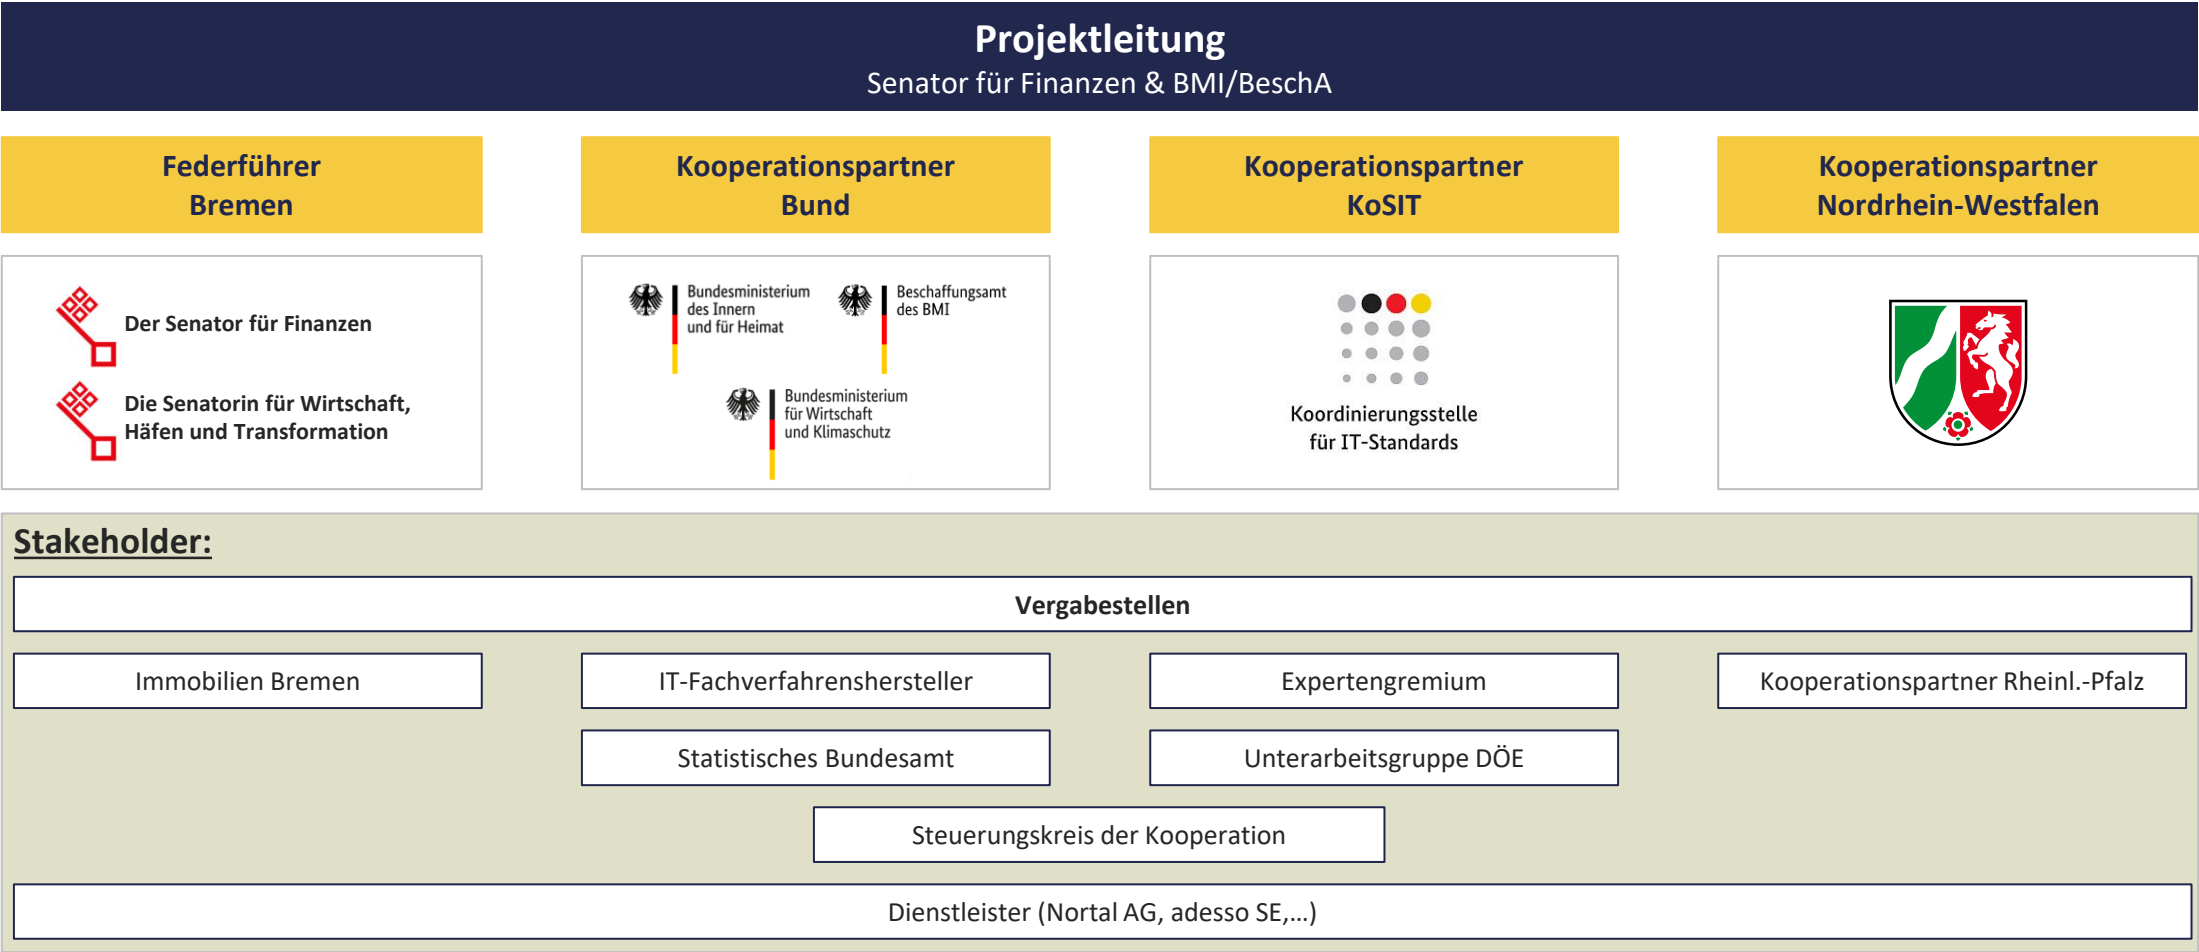 Projektleitung
Senator für Finanzen & BMI/BeschA
Federführer
Bremen
Kooperationspartner
Bund
Kooperationspartner
KoSIT
Kooperationspartner
Nordrhein-Westfalen
Der Senator für Finanzen
Die Senatorin für Wirtschaft,
Häfen und Transformation
Bundesministerium
des Innern
und für Heimat
Beschaffungsamt
des BMI
Bundesministerium
für Wirtschaft
und Klimaschutz
Koordinierungsstelle
für IT-Standards
Stakeholder:
Vergabestellen
Immobilien Bremen
IT-Fachverfahrenshersteller
Expertengremium
Kooperationspartner Rheinl.-Pfalz
Statistisches Bundesamt
Unterarbeitsgruppe DÖE
Steuerungskreis der Kooperation
Dienstleister (Nortal AG, adesso SE,...)